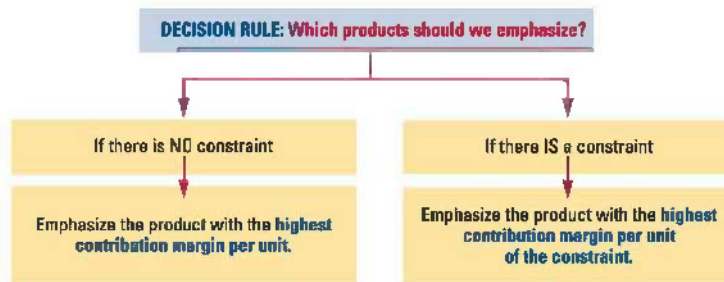 DECISION RULE: Which products should we emphasize?
If there is NO constraint
If there IS a constraint
Emphasize the product with the highest
contribution margin per unit.
Emphasize the product with the highest
contribution margin per unit
of the constraint.